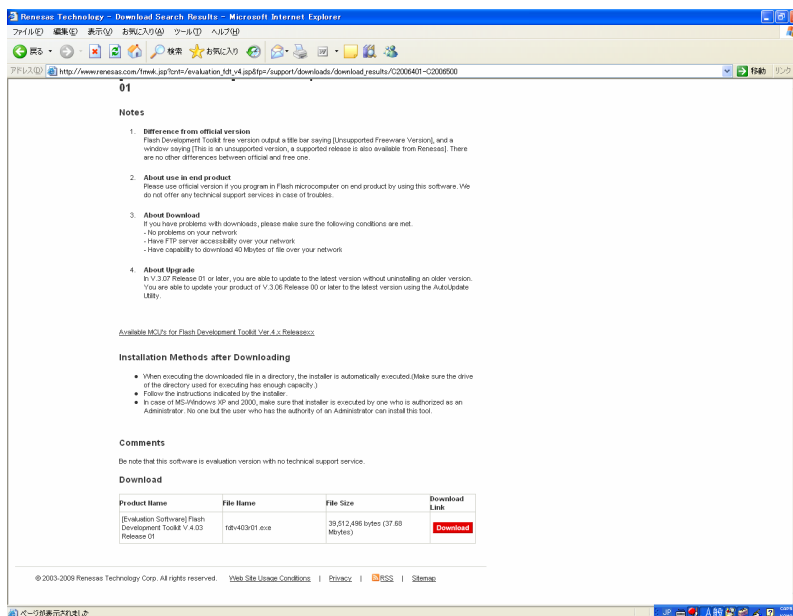 Renesas Technology - Download Search Results - Microsoft Internet Explorer
ファイル(F) 編集(E) 表示(V) お気に入り(A) ツール(T) ヘルプ(H)
戻る 検索 お気に入り
アドレス(D) http://www.renesas.com/fmwk.jsp?cnt=/evaluation_fdt_v4.jsp&fp=/support/downloads/download_results/C2006401-C2006500 移動 リンク
01
Notes
1. Difference from official version
Flash Development Toolkit free version output a title bar saying [Unsupported Freeware Version], and a
window saying [This is an unsupported version, a supported release is also available from Renesas]. There
are no other differences between official and free one.
2. About use in end product
Please use official version if you program in Flash microcomputer on end product by using this software. We
do not offer any technical support services in case of troubles.
3. About Download
If you have problems with downloads, please make sure the following conditions are met.
- No problems on your network
- Have FTP server accessibility over your network
- Have capability to download 40 Mbytes of file over your network
4. About Upgrade
In V.3.07 Release 01 or later, you are able to update to the latest version without uninstalling an older version.
You are able to update your product of V.3.06 Release 00 or later to the latest version using the AutoUpdate
Utility.
Available MCU's for Flash Development Toolkit Ver.4.x Releasexx
Installation Methods after Downloading
• When executing the downloaded file in a directory, the installer is automatically executed.(Make sure the drive
of the directory used for executing has enough capacity.)
• Follow the instructions indicated by the installer.
• In case of MS-Windows XP and 2000, make sure that installer is executed by one who is authorized as an
Administrator. No one but the user who has the authority of an Administrator can install this tool.
Comments
Be note that this software is evaluation version with no technical support service.
Download
Product Name File Name File Size Download Link
[Evaluation Software] Flash
Development Toolkit V.4.03
Release 01
fdtv403r01.exe
39,512,496 bytes (37.68
Mbytes)
Download
© 2003-2009 Renesas Technology Corp. All rights reserved. Web Site Usage Conditions | Privacy | RSS | Sitemap
ページが表示されました
JP A 般